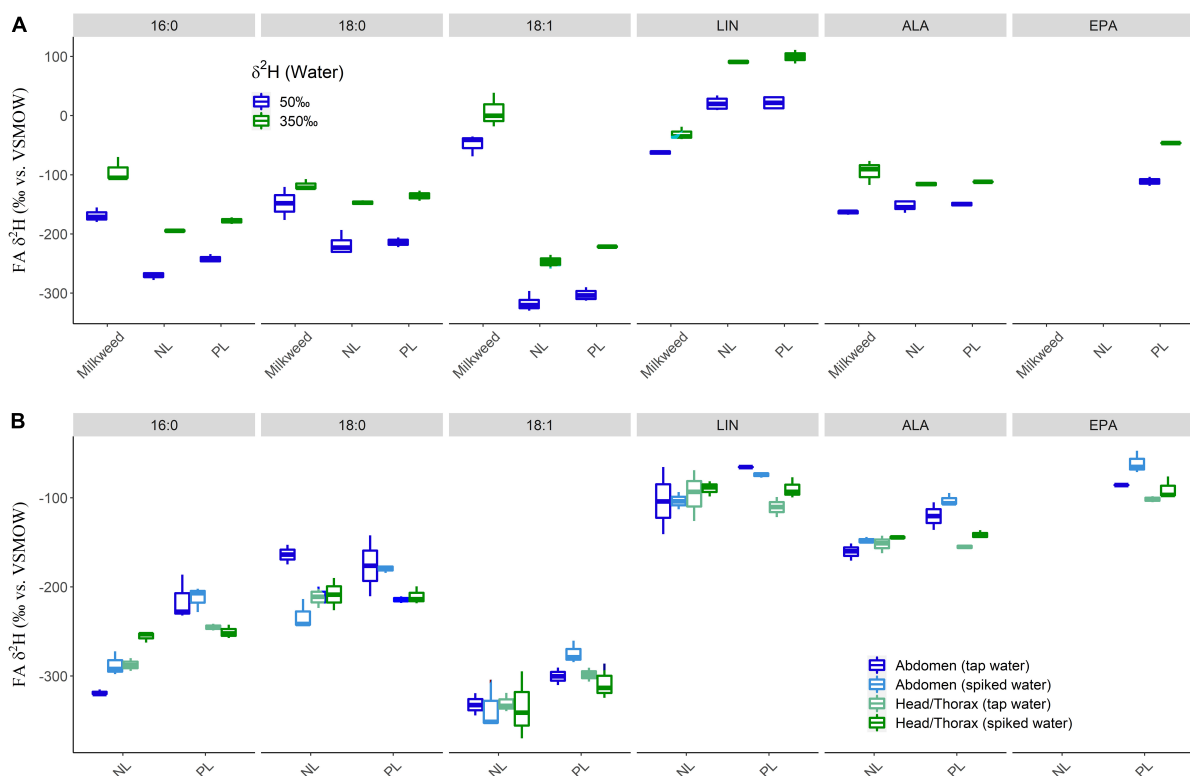 A
16:0 18:0 18:1 LIN ALA EPA
FA δ²H (‰ vs. VSMOW)
100
0
-100
-200
-300
δ²H (Water)
50‰
350‰
Milkweed NL PL Milkweed NL PL Milkweed NL PL Milkweed NL PL Milkweed NL PL Milkweed NL PL
B
16:0 18:0 18:1 LIN ALA EPA
FA δ²H (‰ vs. VSMOW)
-100
-200
-300
Abdomen (tap water)
Abdomen (spiked water)
Head/Thorax (tap water)
Head/Thorax (spiked water)
NL PL NL PL NL PL NL PL NL PL NL PL